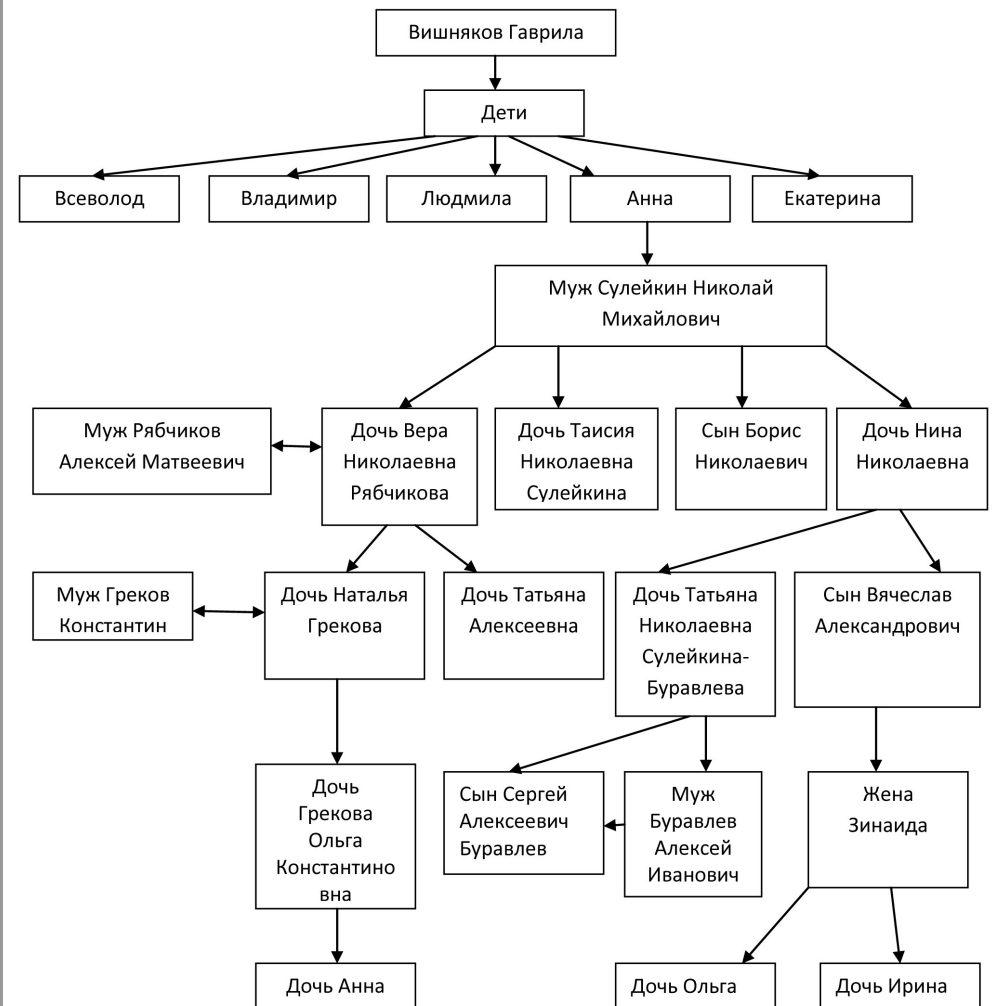 Вишняков Гаврила
Дети
Всеволод
Владимир
Людмила
Анна
Екатерина
Муж Сулейкин Николай
Михайлович
Муж Рябчиков
Алексей Матвеевич
Дочь Вера
Николаевна
Рябчикова
Дочь Таисия
Николаевна
Сулейкина
Сын Борис
Николаевич
Дочь Нина
Николаевна
Муж Греков
Константин
Дочь Наталья
Грекова
Дочь Татьяна
Алексеевна
Дочь Татьяна
Николаевна
Сулейкина-
Буравлева
Сын Вячеслав
Александрович
Дочь
Грекова
Ольга
Константино
вна
Сын Сергей
Алексеевич
Буравлев
Муж
Буравлев
Алексей
Иванович
Жена
Зинаида
Дочь Анна
Дочь Ольга
Дочь Ирина